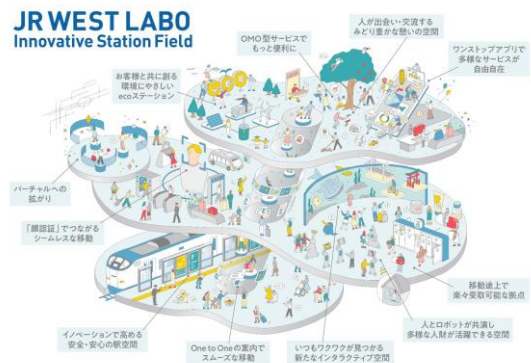 JR WEST LABO
Innovative Station Field
人が出会い・交流する
みどり豊かな憩いの空間
OMO型サービスで
もっと便利に
ワンストップアプリで
多様なサービスが
自由自在
お客様と共に創る
環境にやさしい
ecoステーション
eco
バーチャルへの
拡がり
「顔認証」でつながる
シームレスな移動
移動途上で
楽々受取可能な拠点
イノベーションで高める
安全・安心の駅空間
One to Oneの案内で
スムーズな移動
いつもワクワクが見つかる
新たなインタラクティブ空間
人とロボットが共演し
多様な人財が活躍できる空間